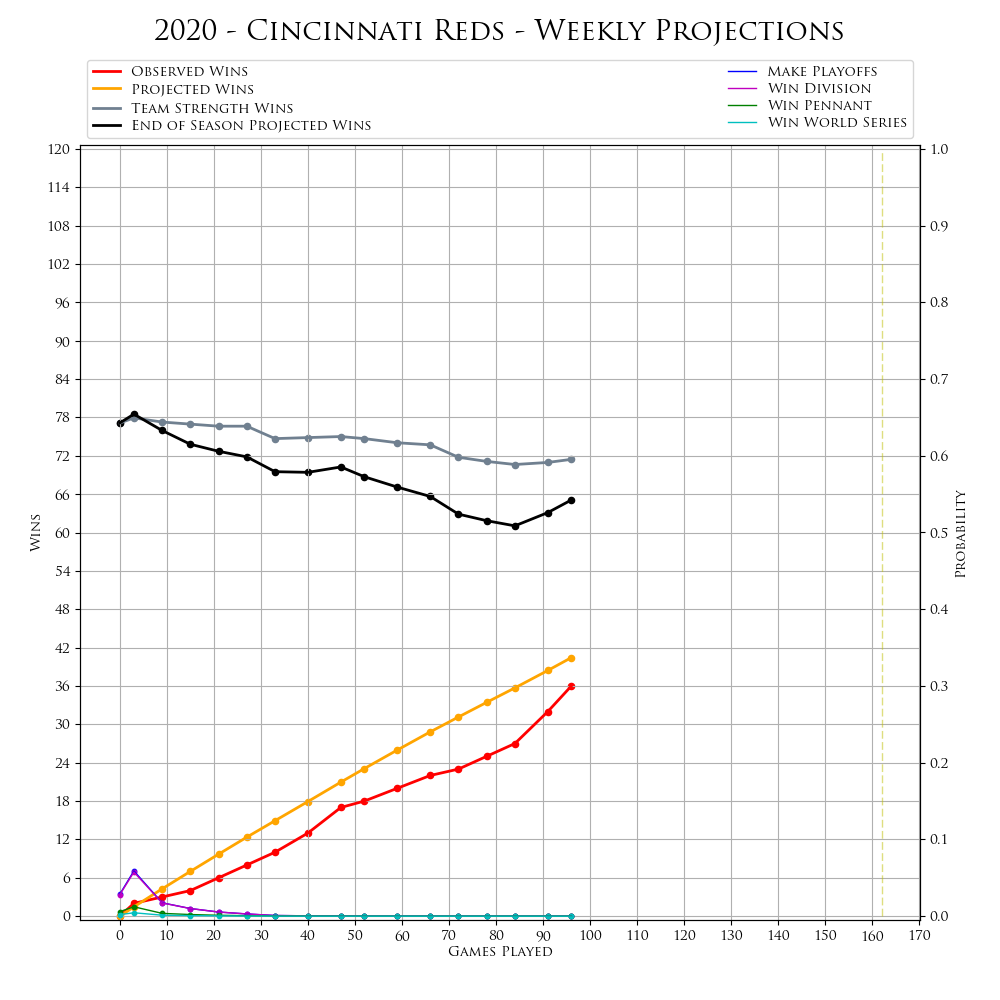 2020 - Cincinnati Reds - Weekly Projections
Observed Wins
Projected Wins
Team Strength Wins
End of Season Projected Wins
Make Playoffs
Win Division
Win Pennant
Win World Series
120
114
108
102
96
90
84
78
72
66
60
54
48
42
36
30
24
18
12
6
0
Wins
1.0
0.9
0.8
0.7
0.6
0.5
0.4
0.3
0.2
0.1
0.0
Probability
0 10 20 30 40 50 60 70 80 90 100 110 120 130 140 150 160 170
Games Played